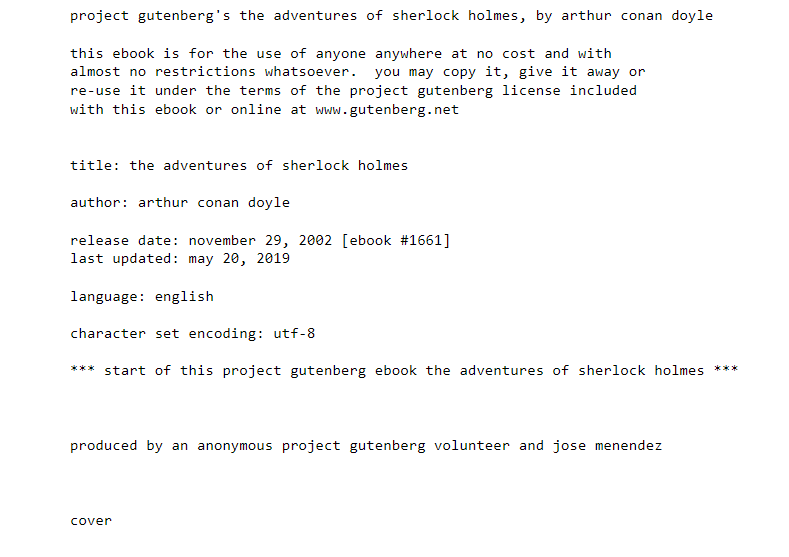 project gutenberg's the adventures of sherlock holmes, by arthur conan doyle
this ebook is for the use of anyone anywhere at no cost and with
almost no restrictions whatsoever.  you may copy it, give it away or
re-use it under the terms of the project gutenberg license included
with this ebook or online at www.gutenberg.net
title: the adventures of sherlock holmes
author: arthur conan doyle
release date: november 29, 2002 [ebook #1661]
last updated: may 20, 2019
language: english
character set encoding: utf-8
*** start of this project gutenberg ebook the adventures of sherlock holmes ***
produced by an anonymous project gutenberg volunteer and jose menendez
cover